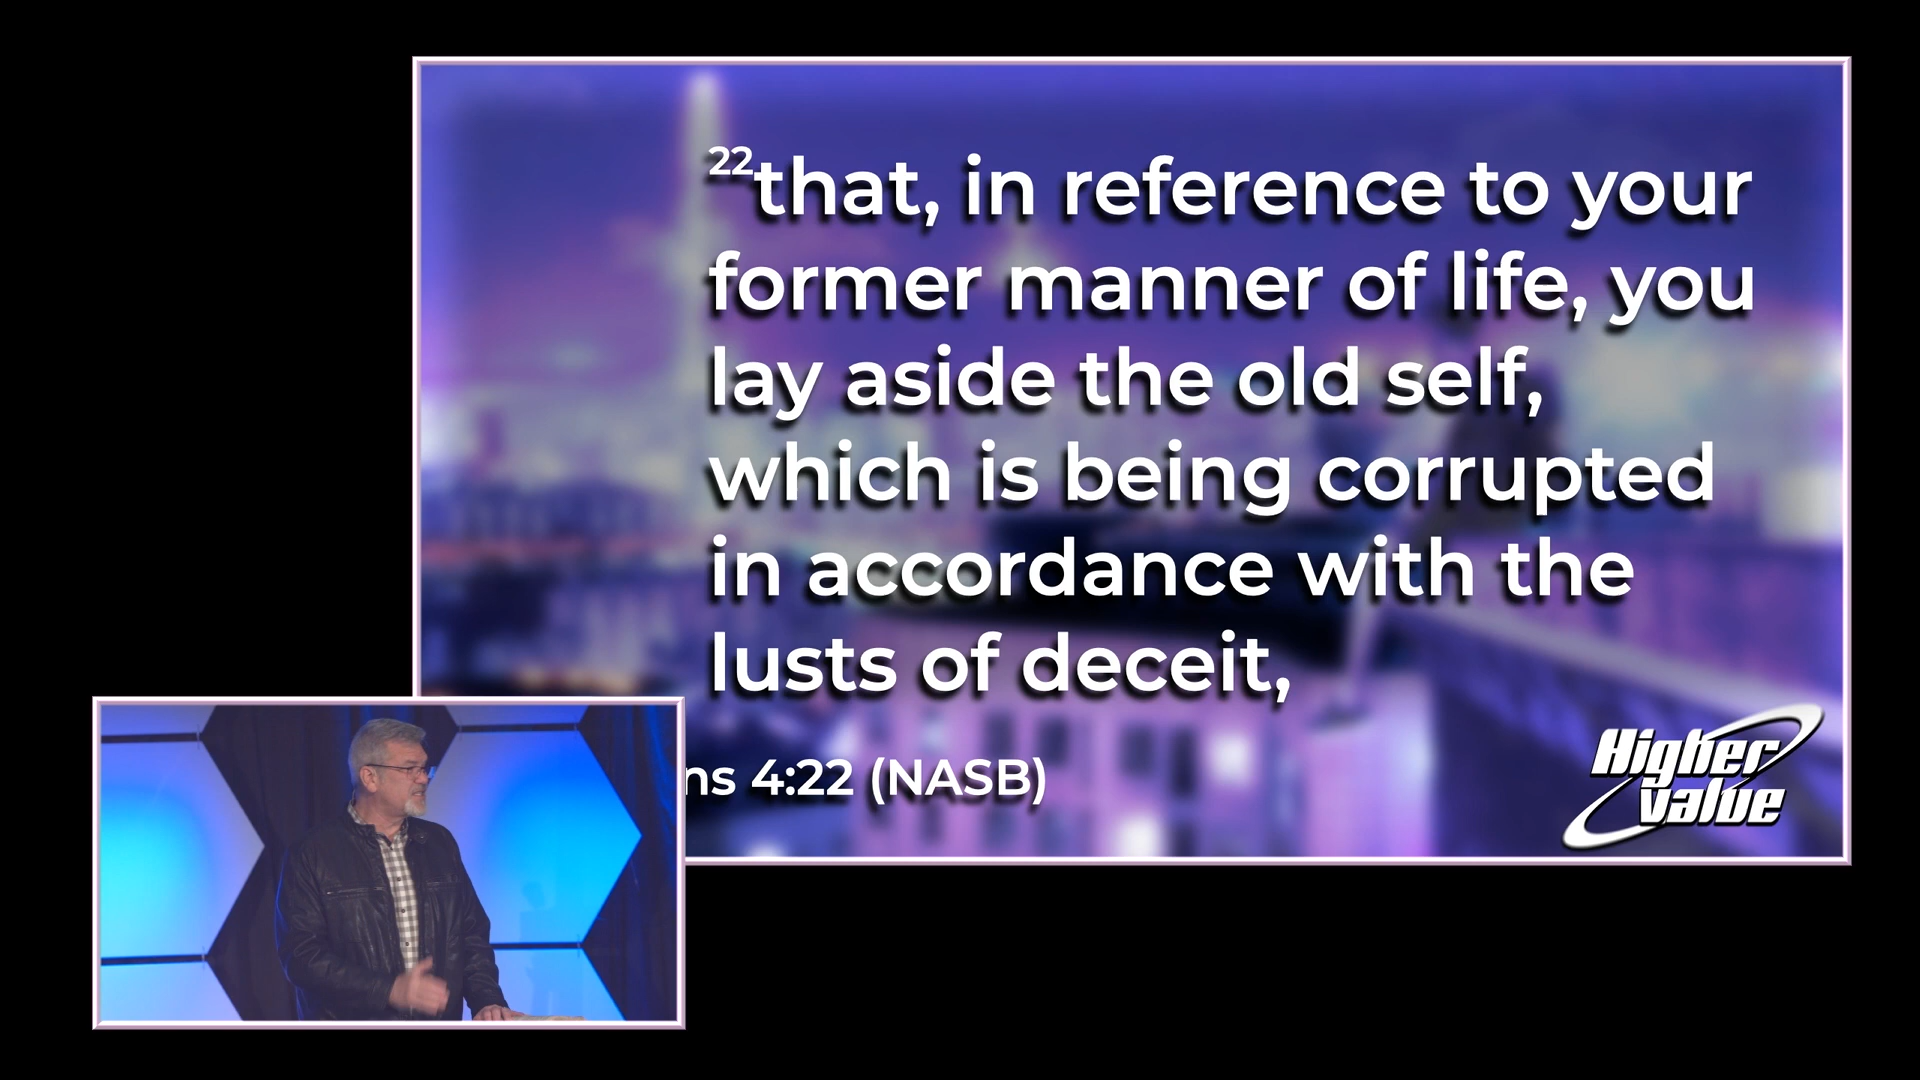 22that, in reference to your
former manner of life, you
lay aside the old self,
which is being corrupted
in accordance with the
lusts of deceit,
ns 4:22 (NASB)
Higher
value